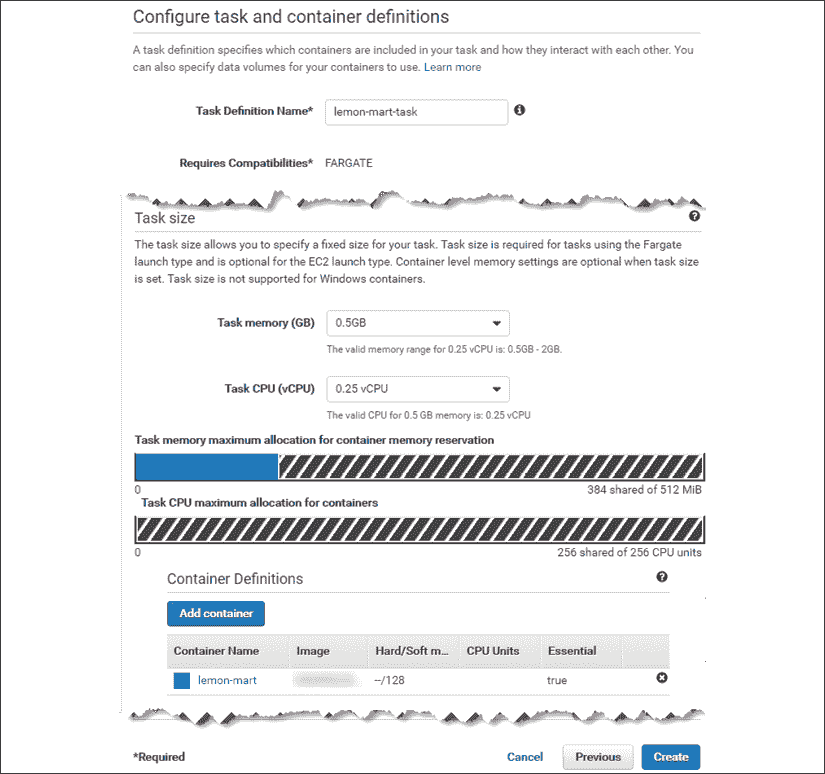 Configure task and container definitions
A task definition specifies which containers are included in your task and how they interact with each other. You
can also specify data volumes for your containers to use. Learn more
Task Definition Name* lemon-mart-task
Requires Compatibilities* FARGATE
Task size
The task size allows you to specify a fixed size for your task. Task size is required for tasks using the Fargate
launch type and is optional for the EC2 launch type. Container level memory settings are optional when task size
is set. Task size is not supported for Windows containers.
Task memory (GB) 0.5GB
The valid memory range for 0.25 vCPU is: 0.5GB - 2GB.
Task CPU (vCPU) 0.25 vCPU
The valid CPU for 0.5 GB memory is: 0.25 vCPU
Task memory maximum allocation for container memory reservation
0 384 shared of 512 MiB
Task CPU maximum allocation for containers
0 256 shared of 256 CPU units
Container Definitions
Add container
Container Name Image Hard/Soft m... CPU Units Essential
lemon-mart --/128 true
*Required Cancel Previous Create